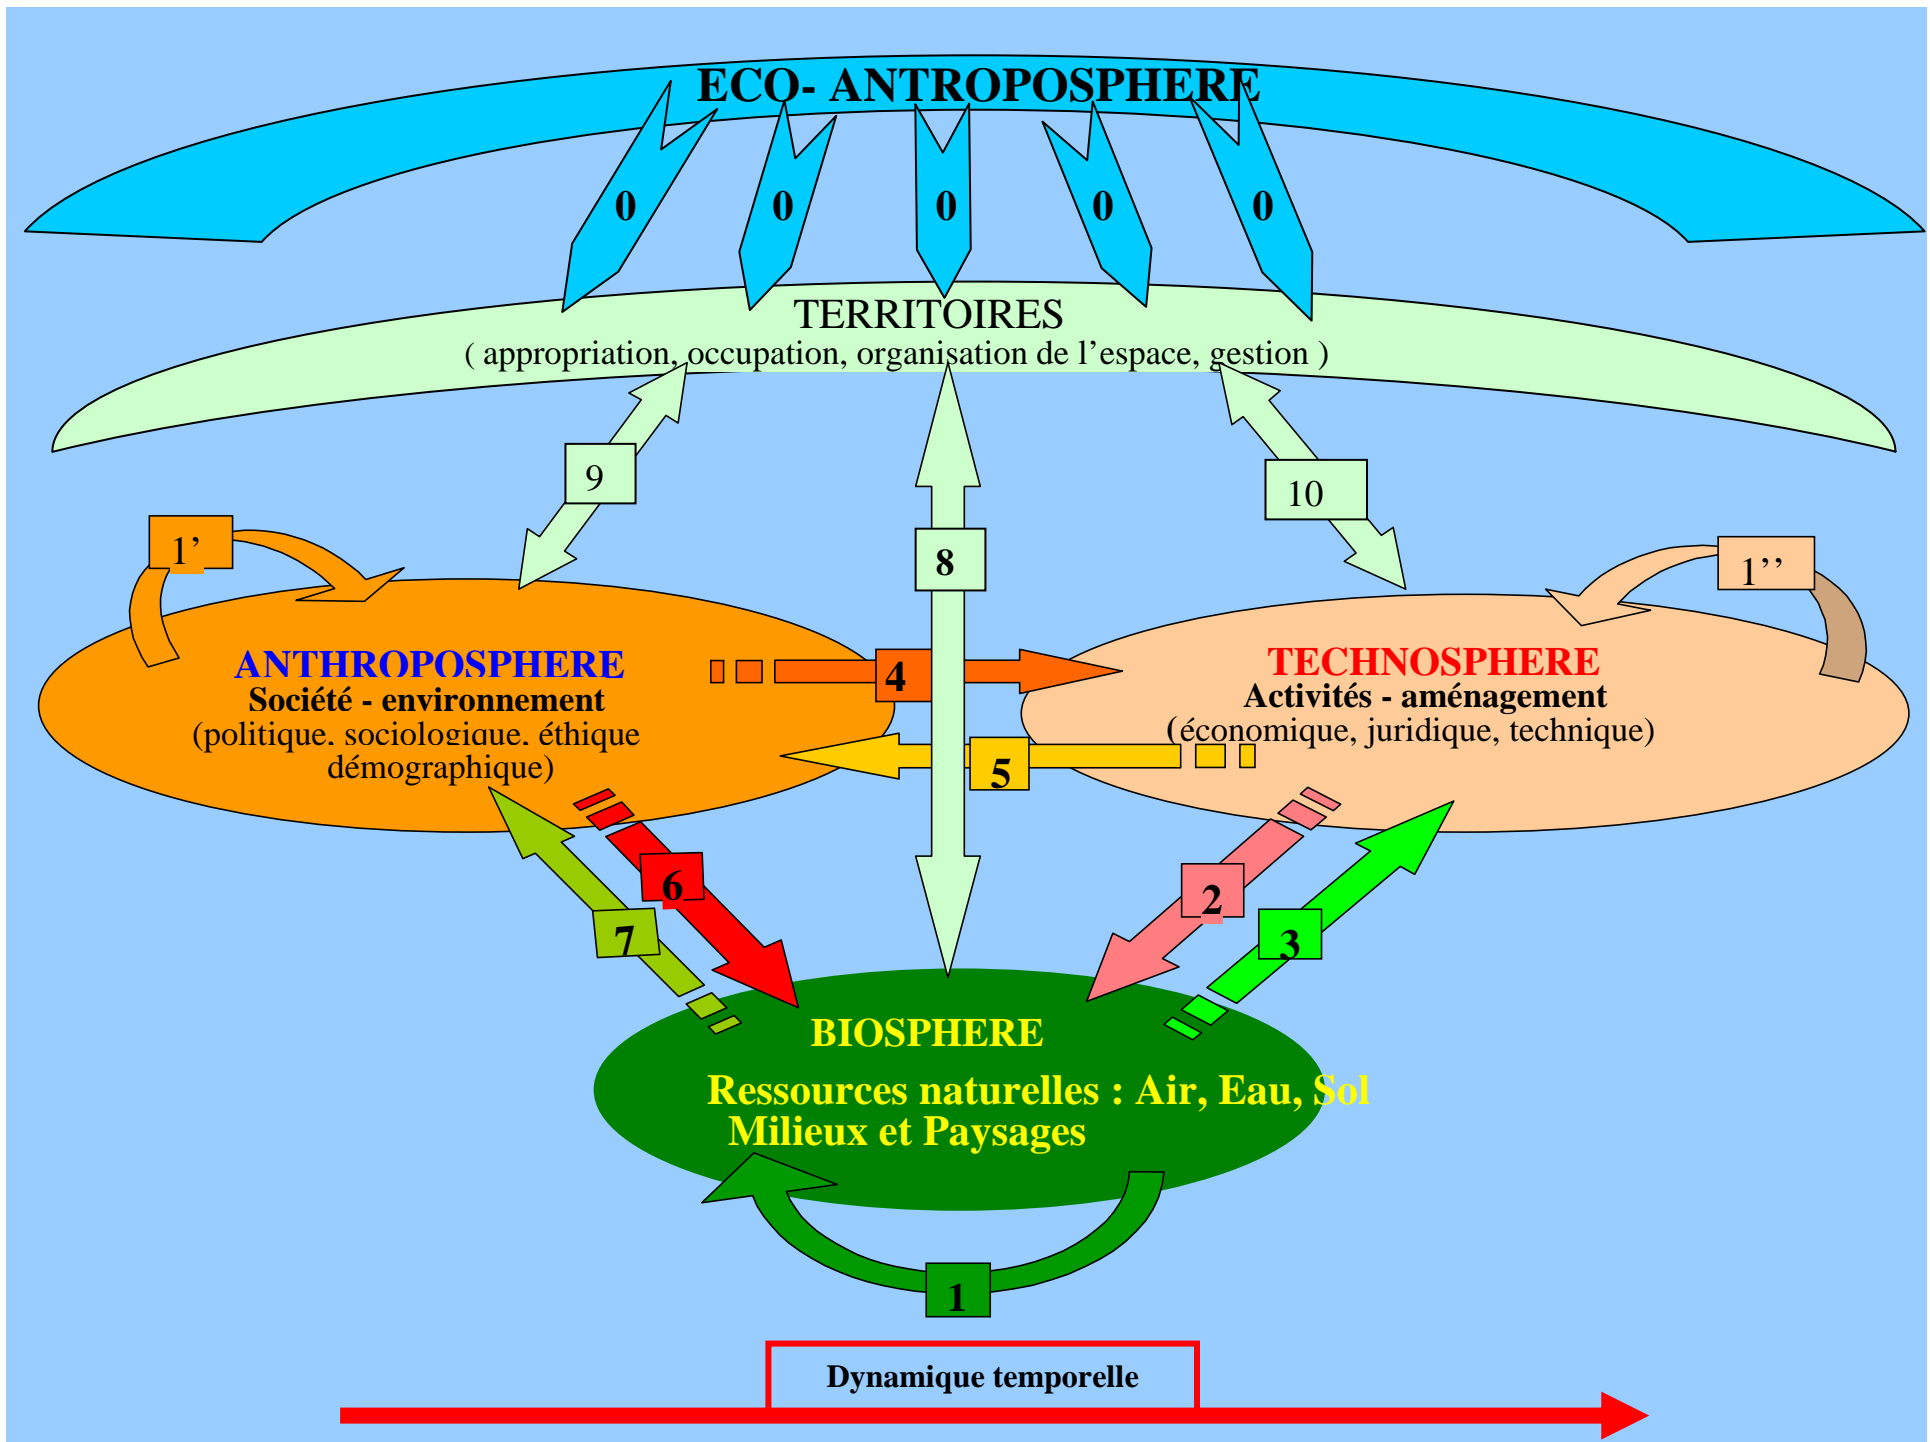 ECO- ANTROPOSPHERE
0 0 0 0 0
TERRITOIRES
( appropriation, occupation, organisation de l’espace, gestion )
9
10
8
1’
1’’
ANTHROPOSPHERE
Société - environnement
(politique, sociologique, éthique
démographique)
4
5
TECHNOSPHERE
Activités - aménagement
(économique, juridique, technique)
6
7
2
3
BIOSPHERE
Ressources naturelles : Air, Eau, Sol
Milieux et Paysages
1
Dynamique temporelle